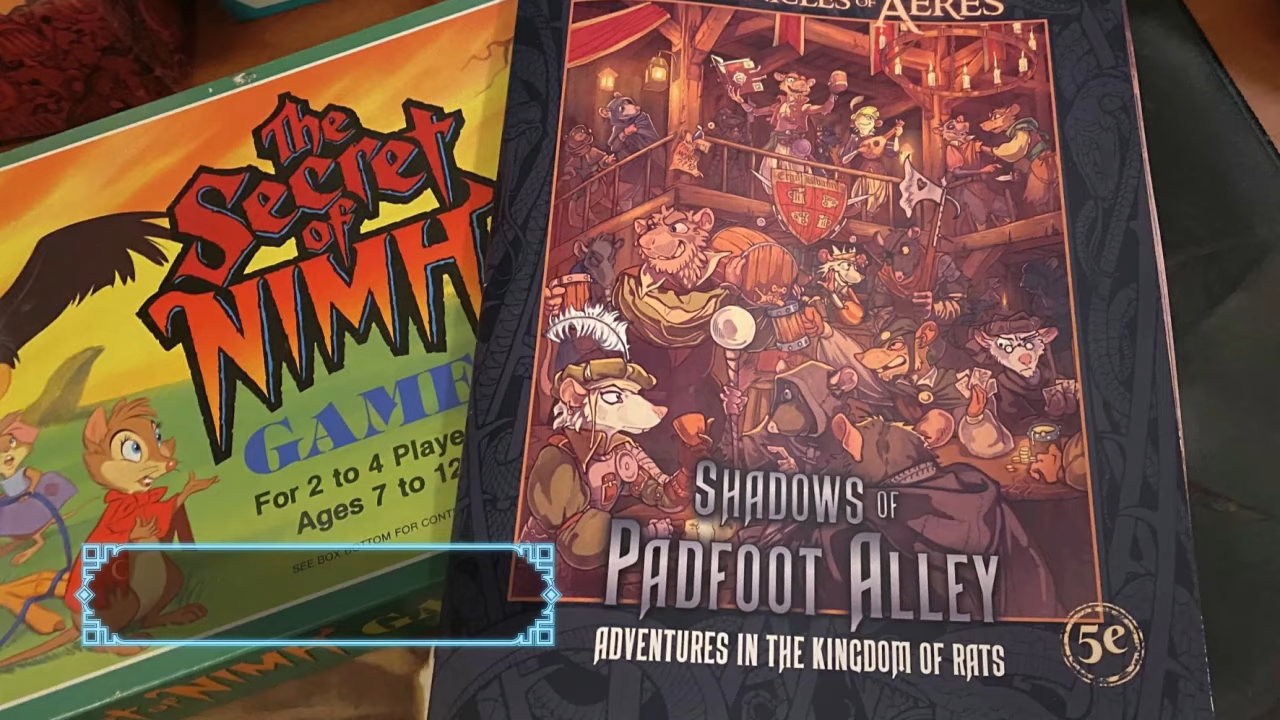 The
Secret
of
NIMH
GAME
For 2 to 4 Playe
Ages 7 to 12
SEE BOX BOTTOM FOR CONT
OF AERES
SHADOWS OF
PADFOOT ALLEY
ADVENTURES IN THE KINGDOM OF RATS
5e